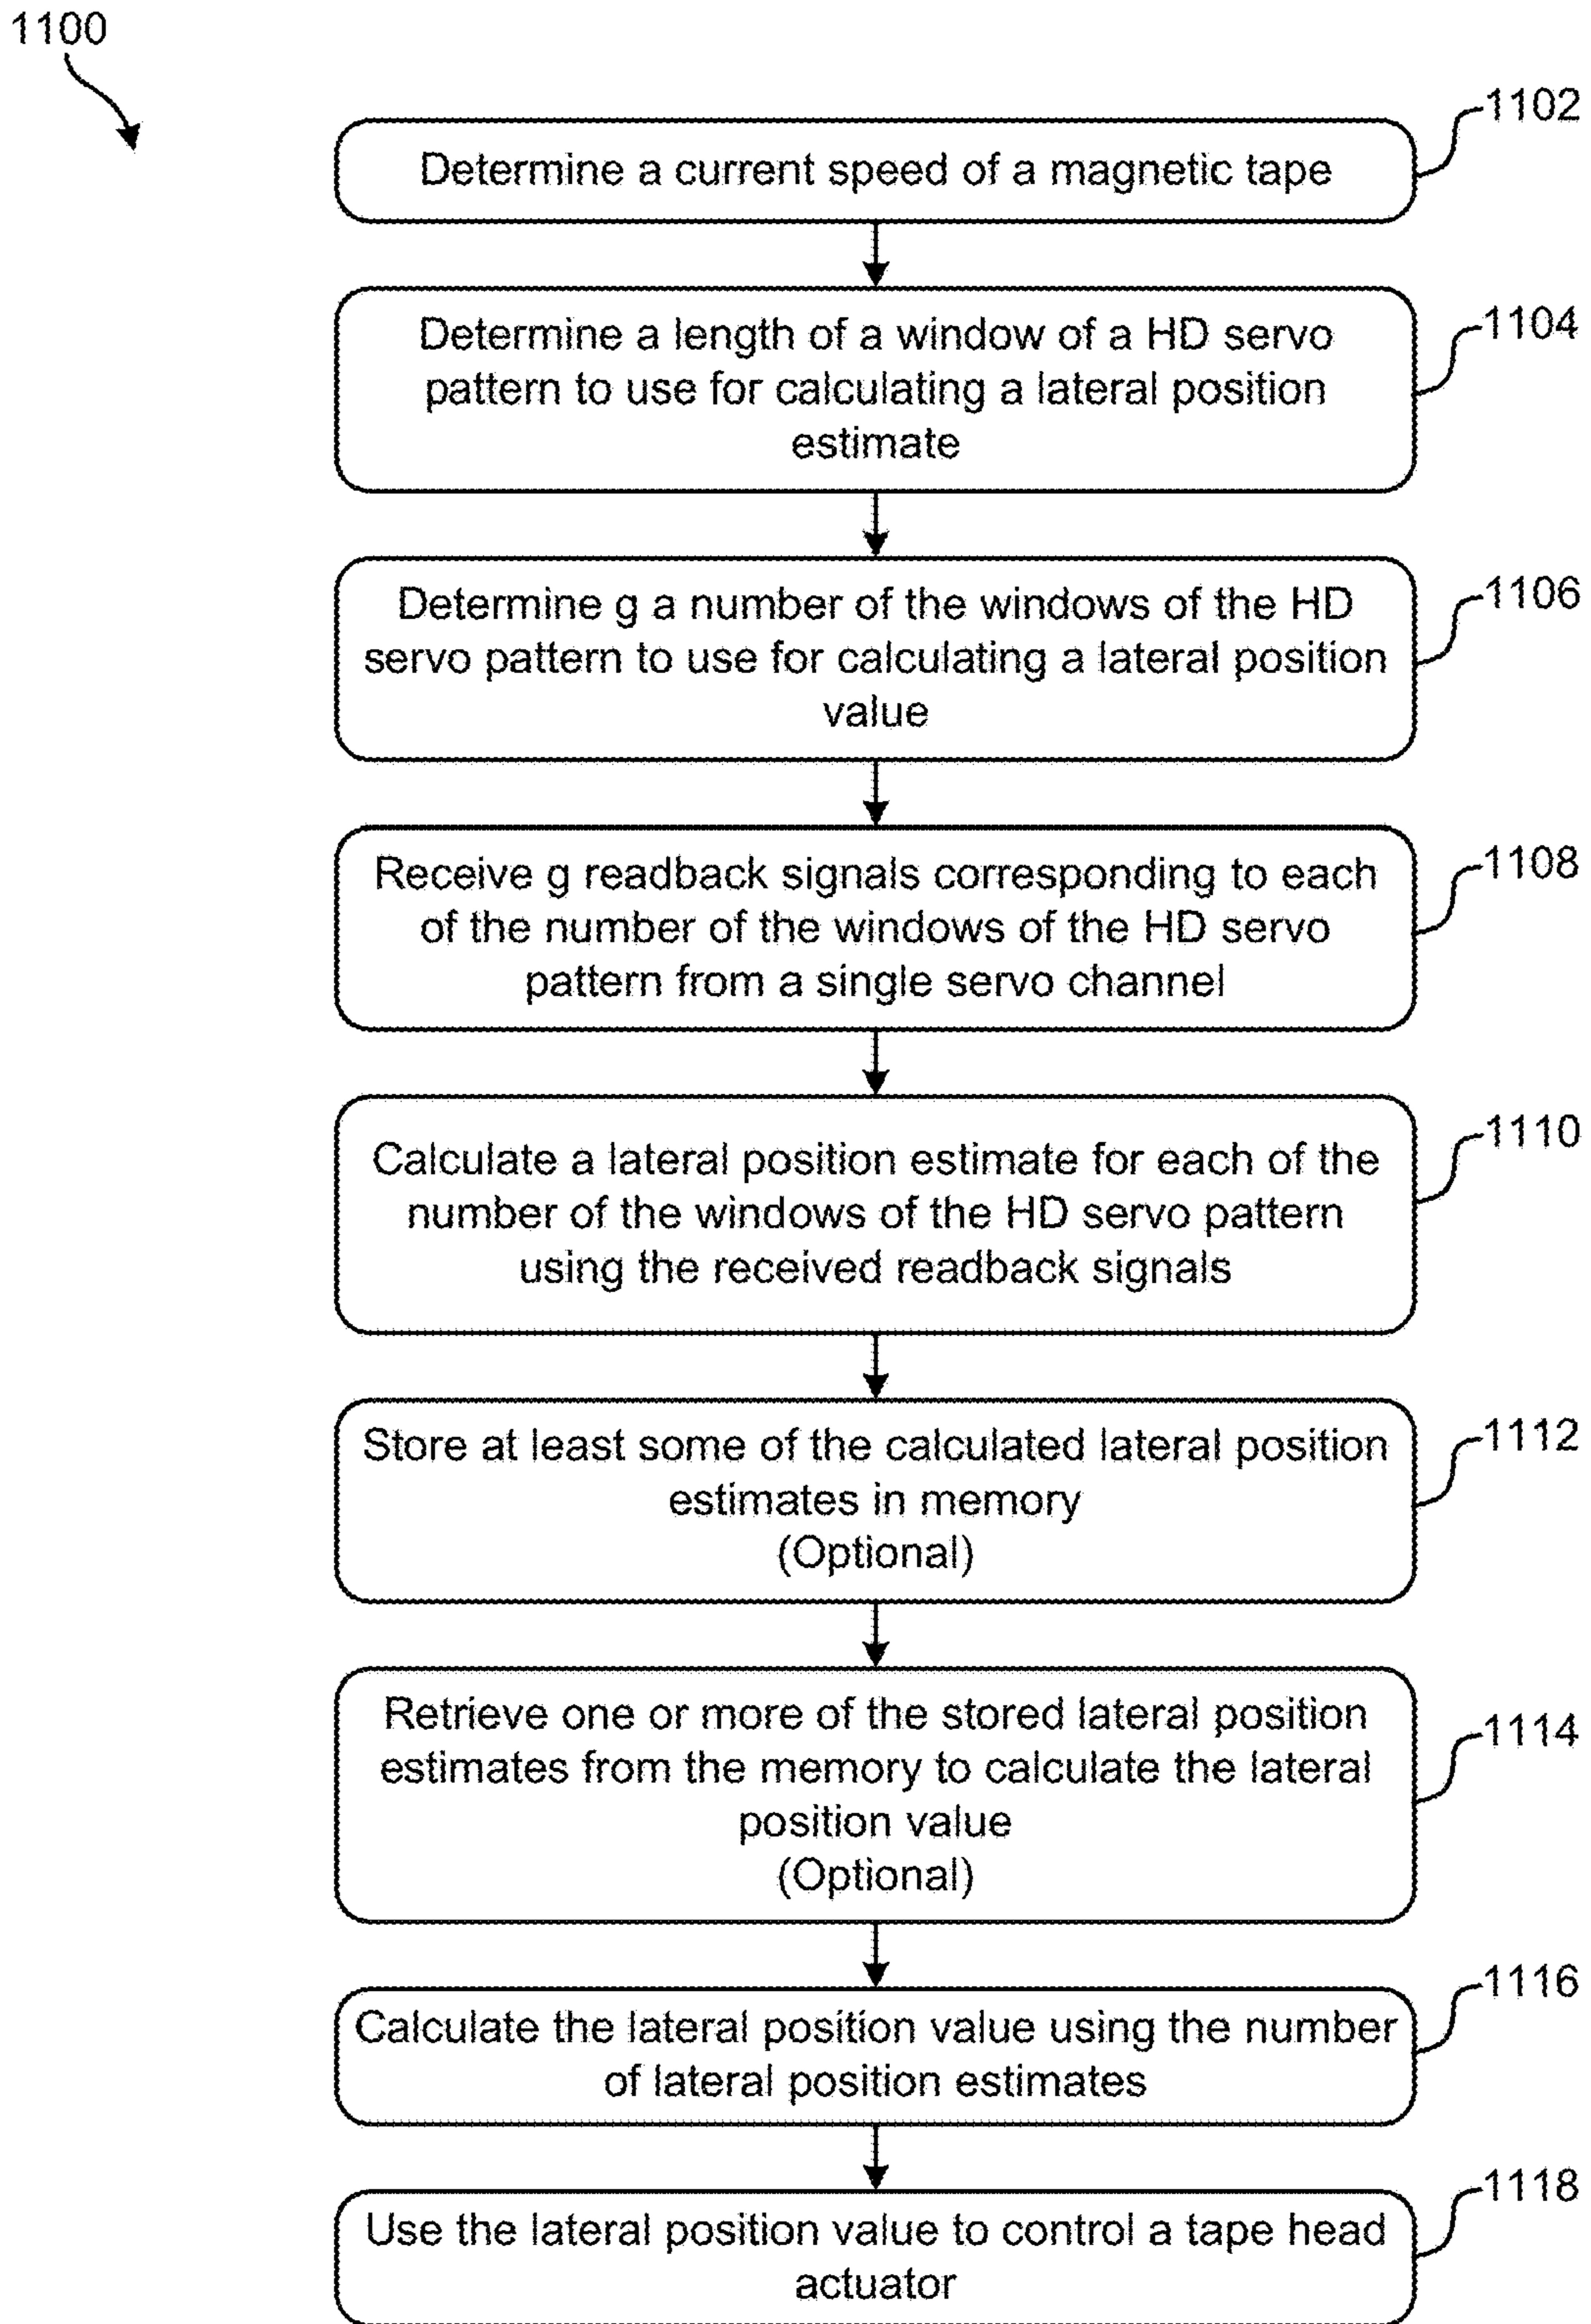 1100
1102
Determine a current speed of a magnetic tape
1104
Determine a length of a window of a HD servo
pattern to use for calculating a lateral position
estimate
1106
Determine g a number of the windows of the HD
servo pattern to use for calculating a lateral position
value
1108
Receive g readback signals corresponding to each
of the number of the windows of the HD servo
pattern from a single servo channel
1110
Calculate a lateral position estimate for each of the
number of the windows of the HD servo pattern
using the received readback signals
1112
Store at least some of the calculated lateral position
estimates in memory
(Optional)
1114
Retrieve one or more of the stored lateral position
estimates from the memory to calculate the lateral
position value
(Optional)
1116
Calculate the lateral position value using the number
of lateral position estimates
1118
Use the lateral position value to control a tape head
actuator